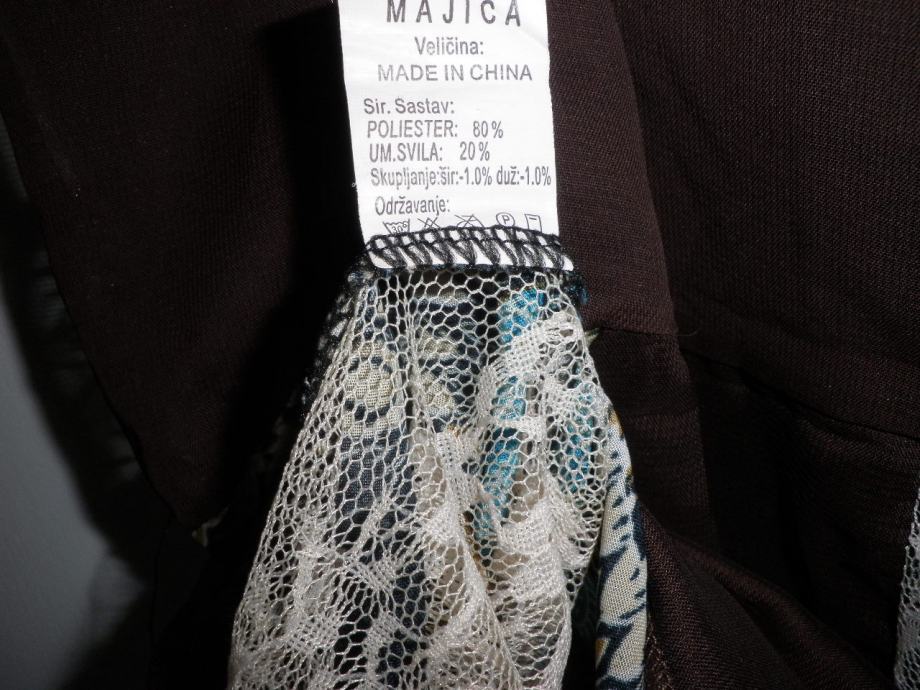 MAJICA
Veličina:
MADE IN CHINA
Sir. Sastav:
POLIESTER: 80%
UM.SVILA: 20%
Skupljanje:šir:-1.0% duž:-1.0%
Održavanje:
30°
P